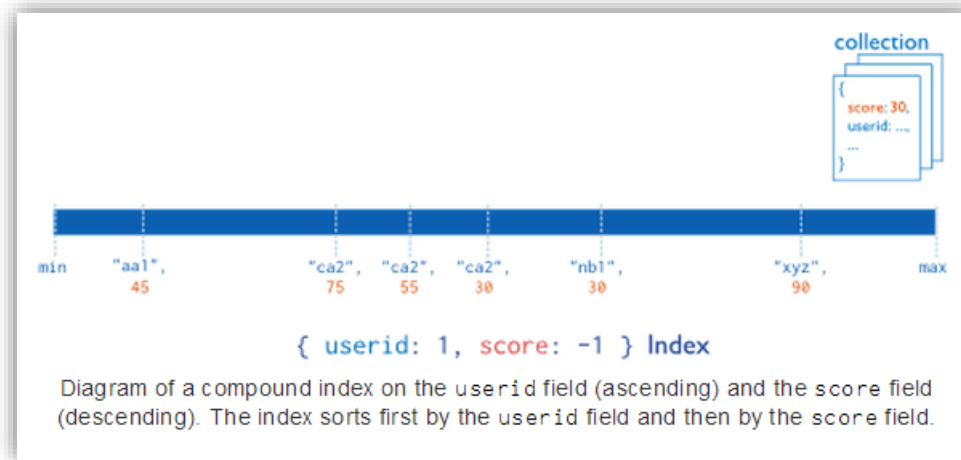 collection
{
score: 30,
userid: ...,
...
}
min "aa1", "ca2", "ca2", "ca2", "nb1", "xyz", max
45 75 55 30 30 90
{ userid: 1, score: -1 } Index
Diagram of a compound index on the userid field (ascending) and the score field
(descending). The index sorts first by the userid field and then by the score field.